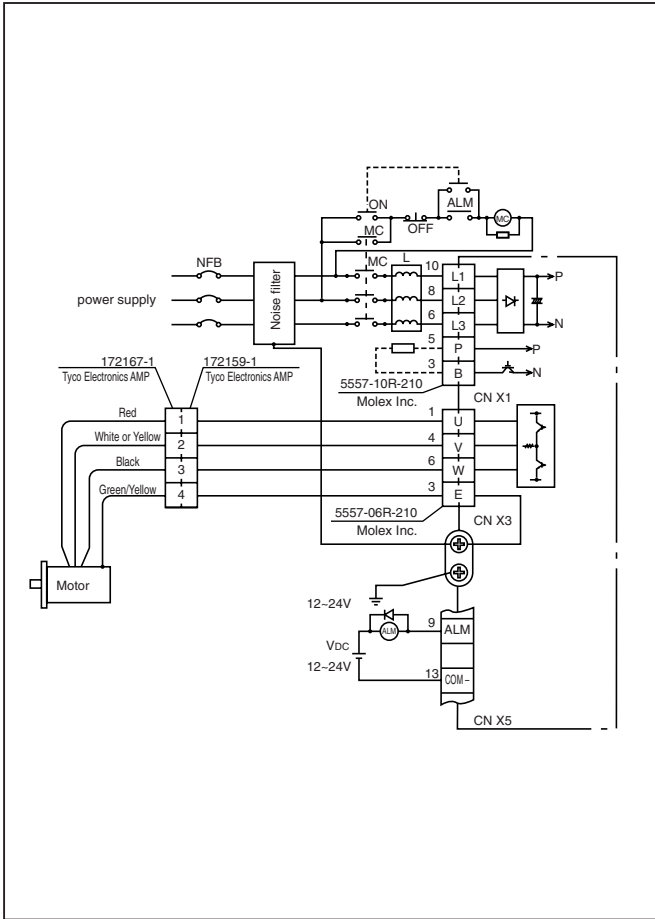 ON
ALM
MC
OFF
MC
NFB
MC
L
10
L1
P
8
L2
power supply
Noise filter
6
L3
N
5
P
P
172167-1
172159-1
3
B
N
Tyco Electronics AMP
Tyco Electronics AMP
5557-10R-210
CN X1
Molex Inc.
Red
1
1
U
White or Yellow
2
4
V
Black
3
6
W
Green/Yellow
4
3
E
5557-06R-210
CN X3
Molex Inc.
Motor
12~24V
9
ALM
ALM
VDC
12~24V
13
COM−
CN X5